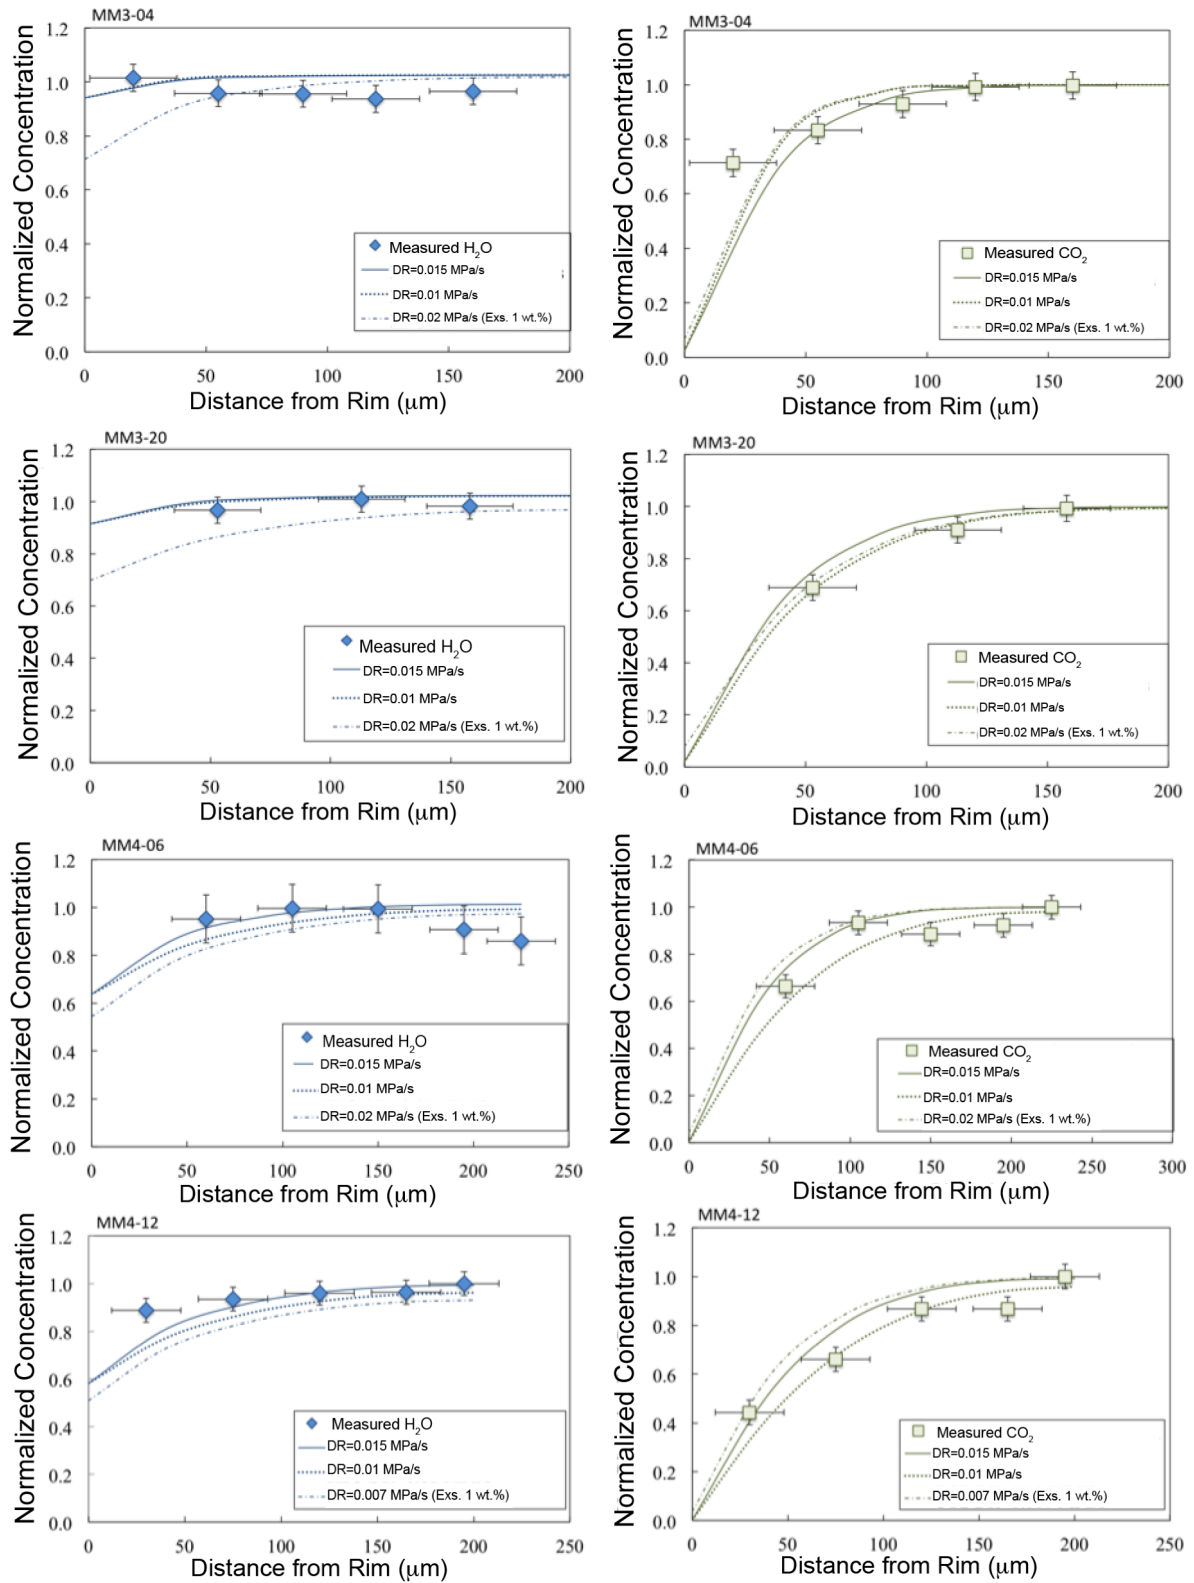 MM3-04
Normalized Concentration
1.2
1.0
0.8
0.6
0.4
0.2
0.0
Measured H2O
DR=0.015 MPa/s
DR=0.01 MPa/s
DR=0.02 MPa/s (Exs. 1 wt.%)
0 50 100 150 200
Distance from Rim (μm)
MM3-04
Normalized Concentration
1.2
1.0
0.8
0.6
0.4
0.2
0.0
Measured CO2
DR=0.015 MPa/s
DR=0.01 MPa/s
DR=0.02 MPa/s (Exs. 1 wt.%)
0 50 100 150 200
Distance from Rim (μm)
MM3-20
Normalized Concentration
1.2
1.0
0.8
0.6
0.4
0.2
0.0
Measured H2O
DR=0.015 MPa/s
DR=0.01 MPa/s
DR=0.02 MPa/s (Exs. 1 wt.%)
0 50 100 150 200
Distance from Rim (μm)
MM3-20
Normalized Concentration
1.2
1.0
0.8
0.6
0.4
0.2
0.0
Measured CO2
DR=0.015 MPa/s
DR=0.01 MPa/s
DR=0.02 MPa/s (Exs. 1 wt.%)
0 50 100 150 200
Distance from Rim (μm)
MM4-06
Normalized Concentration
1.2
1.0
0.8
0.6
0.4
0.2
0.0
Measured H2O
DR=0.015 MPa/s
DR=0.01 MPa/s
DR=0.02 MPa/s (Exs. 1 wt.%)
0 50 100 150 200 250
Distance from Rim (μm)
MM4-06
Normalized Concentration
1.2
1.0
0.8
0.6
0.4
0.2
0.0
Measured CO2
DR=0.015 MPa/s
DR=0.01 MPa/s
DR=0.02 MPa/s (Exs. 1 wt.%)
0 50 100 150 200 250 300
Distance from Rim (μm)
MM4-12
Normalized Concentration
1.2
1.0
0.8
0.6
0.4
0.2
0.0
Measured H2O
DR=0.015 MPa/s
DR=0.01 MPa/s
DR=0.007 MPa/s (Exs. 1 wt.%)
0 50 100 150 200 250
Distance from Rim (μm)
MM4-12
Normalized Concentration
1.2
1.0
0.8
0.6
0.4
0.2
0.0
Measured CO2
DR=0.015 MPa/s
DR=0.01 MPa/s
DR=0.007 MPa/s (Exs. 1 wt.%)
0 50 100 150 200 250
Distance from Rim (μm)